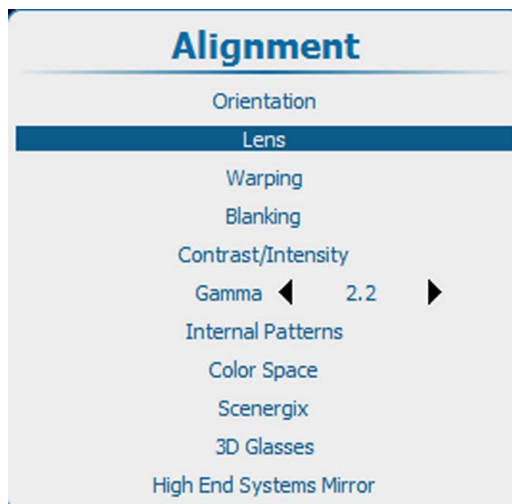 Alignment
Orientation
Lens
Warping
Blanking
Contrast/Intensity
Gamma 2.2
Internal Patterns
Color Space
Scenergix
3D Glasses
High End Systems Mirror